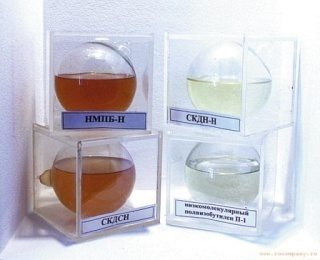 НМПБ-Н
СКДН-Н
СКДСН
низкомолекулярный
полиизобутилен П-1